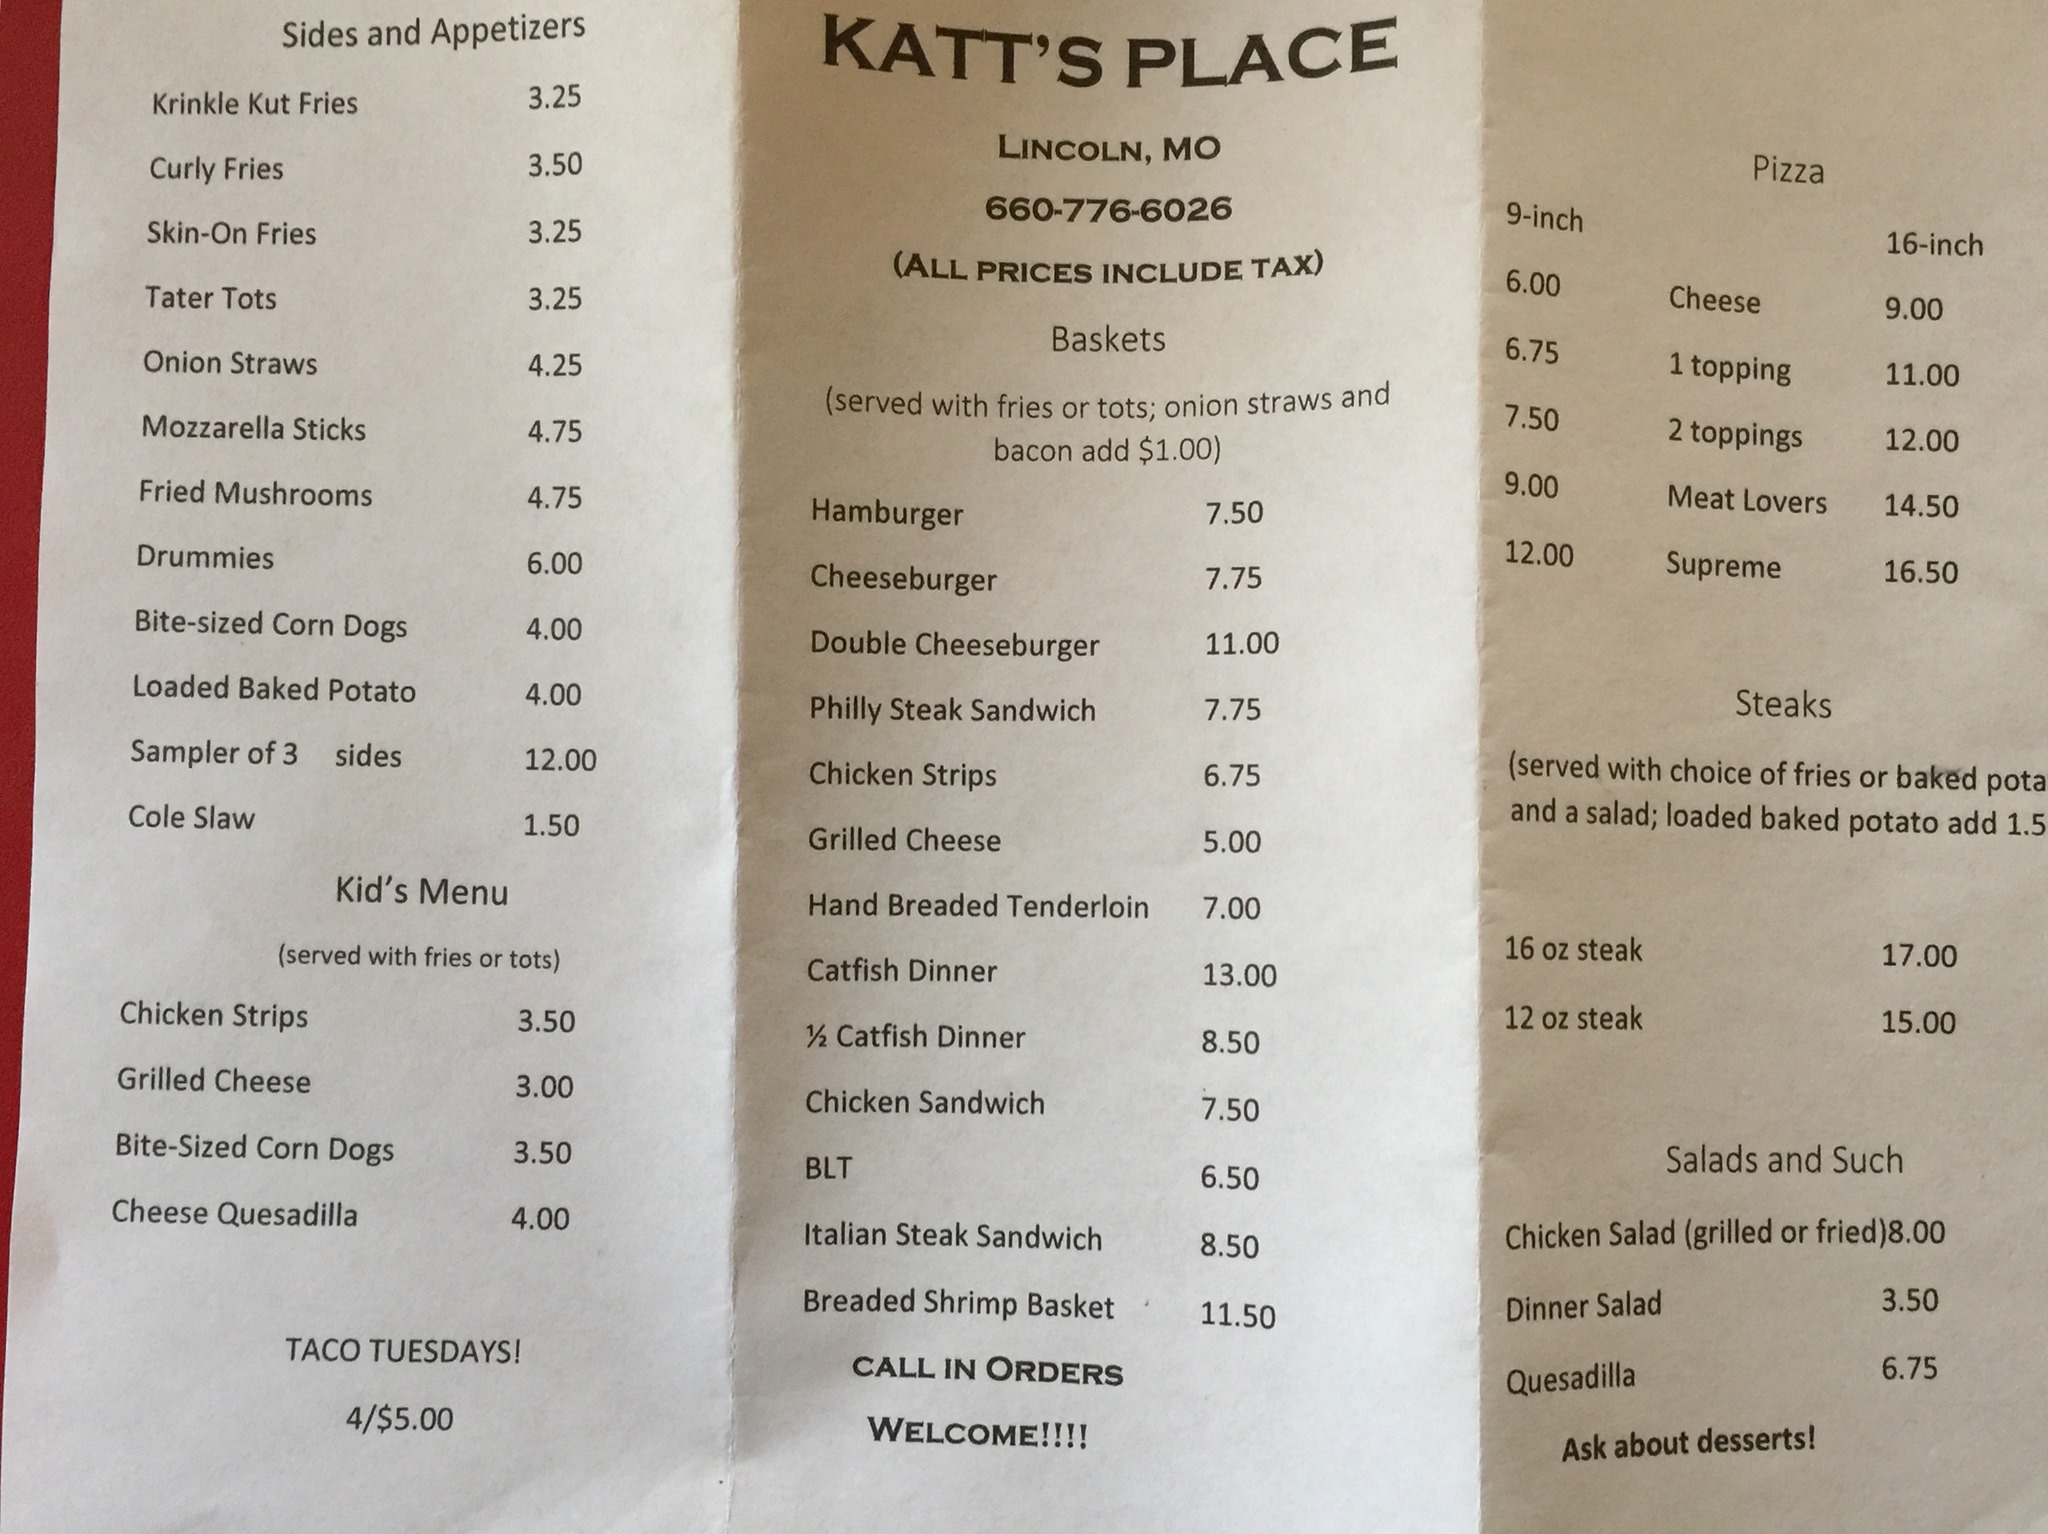 Sides and Appetizers
Krinkle Kut Fries 3.25
Curly Fries 3.50
Skin-On Fries 3.25
Tater Tots 3.25
Onion Straws 4.25
Mozzarella Sticks 4.75
Fried Mushrooms 4.75
Drummies 6.00
Bite-sized Corn Dogs 4.00
Loaded Baked Potato 4.00
Sampler of 3 sides 12.00
Cole Slaw 1.50
Kid's Menu
(served with fries or tots)
Chicken Strips 3.50
Grilled Cheese 3.00
Bite-Sized Corn Dogs 3.50
Cheese Quesadilla 4.00
TACO TUESDAYS!
4/$5.00
KATT'S PLACE
LINCOLN, MO
660-776-6026
(ALL PRICES INCLUDE TAX)
Baskets
(served with fries or tots; onion straws and
bacon add $1.00)
Hamburger 7.50
Cheeseburger 7.75
Double Cheeseburger 11.00
Philly Steak Sandwich 7.75
Chicken Strips 6.75
Grilled Cheese 5.00
Hand Breaded Tenderloin 7.00
Catfish Dinner 13.00
½ Catfish Dinner 8.50
Chicken Sandwich 7.50
BLT 6.50
Italian Steak Sandwich 8.50
Breaded Shrimp Basket 11.50
CALL IN ORDERS
WELCOME!!!!
Pizza
9-inch 16-inch
6.00 Cheese 9.00
6.75 1 topping 11.00
7.50 2 toppings 12.00
9.00 Meat Lovers 14.50
12.00 Supreme 16.50
Steaks
(served with choice of fries or baked pota
and a salad; loaded baked potato add 1.5
16 oz steak 17.00
12 oz steak 15.00
Salads and Such
Chicken Salad (grilled or fried)8.00
Dinner Salad 3.50
Quesadilla 6.75
Ask about desserts!